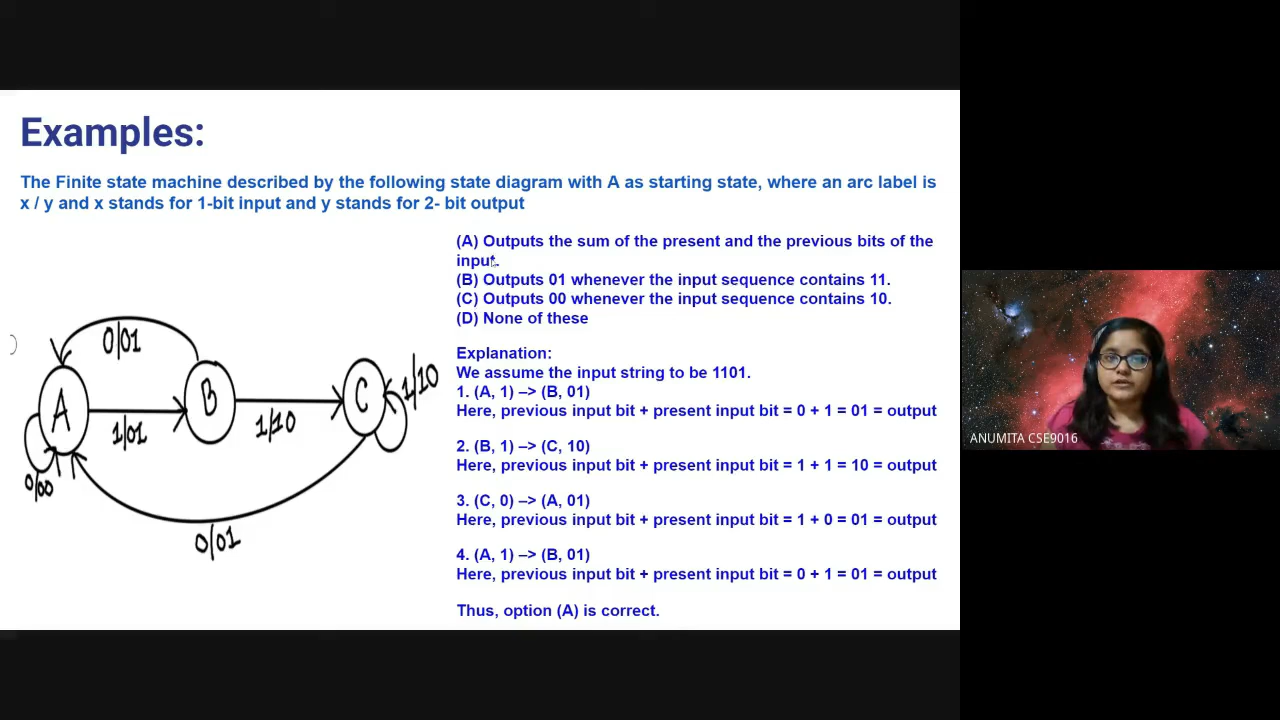 Examples:
The Finite state machine described by the following state diagram with A as starting state, where an arc label is
x / y and x stands for 1-bit input and y stands for 2- bit output
(A) Outputs the sum of the present and the previous bits of the
input.
(B) Outputs 01 whenever the input sequence contains 11.
(C) Outputs 00 whenever the input sequence contains 10.
(D) None of these
Explanation:
We assume the input string to be 1101.
1. (A, 1) –> (B, 01)
Here, previous input bit + present input bit = 0 + 1 = 01 = output
2. (B, 1) –> (C, 10)
Here, previous input bit + present input bit = 1 + 1 = 10 = output
3. (C, 0) –> (A, 01)
Here, previous input bit + present input bit = 1 + 0 = 01 = output
4. (A, 1) –> (B, 01)
Here, previous input bit + present input bit = 0 + 1 = 01 = output
Thus, option (A) is correct.
0/01
A
B
C
1/10
1/01
1/10
0/00
0/01
ANUMITA CSE9016